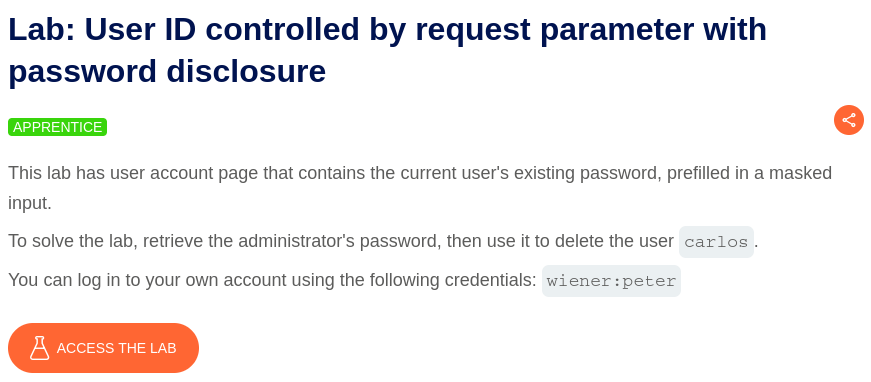 Lab: User ID controlled by request parameter with
password disclosure
APPRENTICE
This lab has user account page that contains the current user's existing password, prefilled in a masked
input.
To solve the lab, retrieve the administrator's password, then use it to delete the user carlos.
You can log in to your own account using the following credentials: wiener:peter
ACCESS THE LAB